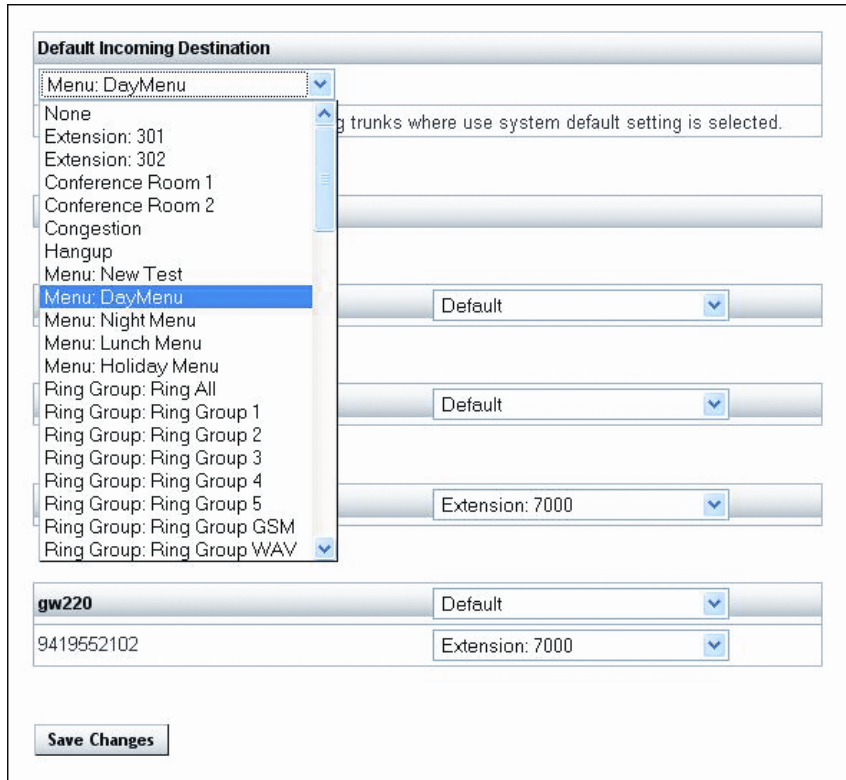 Default Incoming Destination
Menu: DayMenu
None
g trunks where use system default setting is selected.
Extension: 301
Extension: 302
Conference Room 1
Conference Room 2
Congestion
Hangup
Menu: New Test
Menu: DayMenu
Default
Menu: Night Menu
Menu: Lunch Menu
Menu: Holiday Menu
Ring Group: Ring All
Ring Group: Ring Group 1
Default
Ring Group: Ring Group 2
Ring Group: Ring Group 3
Ring Group: Ring Group 4
Ring Group: Ring Group 5
Extension: 7000
Ring Group: Ring Group GSM
Ring Group: Ring Group WAV
gw220
Default
9419552102
Extension: 7000
Save Changes